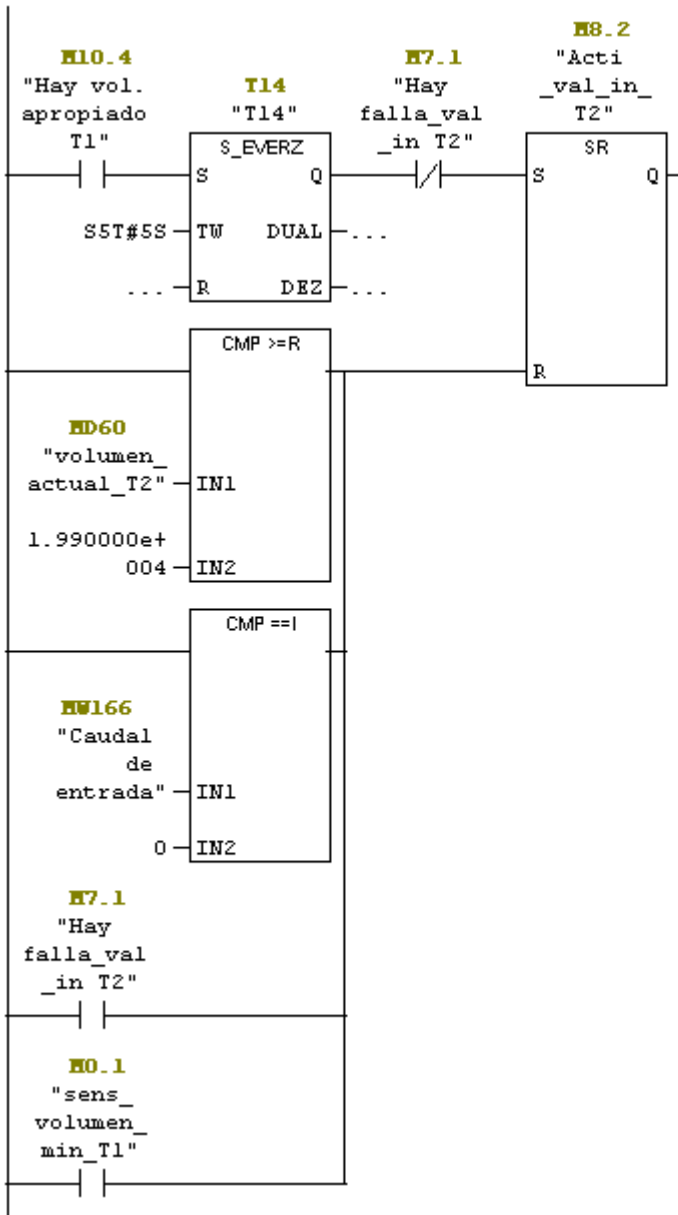 M10.4
"Hay vol.
apropiado
T1"
T14
"T14"
S_EVERZ
S
Q
S5T#5S
TW
DUAL
...
...
R
DEZ
...
M7.1
"Hay
falla_val
_in T2"
M8.2
"Acti
_val_in_
T2"
SR
S
Q
R
CMP >=R
MD60
"volumen_
actual_T2"
IN1
1.990000e+
004
IN2
CMP ==I
MW166
"Caudal
de
entrada"
IN1
0
IN2
M7.1
"Hay
falla_val
_in T2"
M0.1
"sens_
volumen_
min_T1"